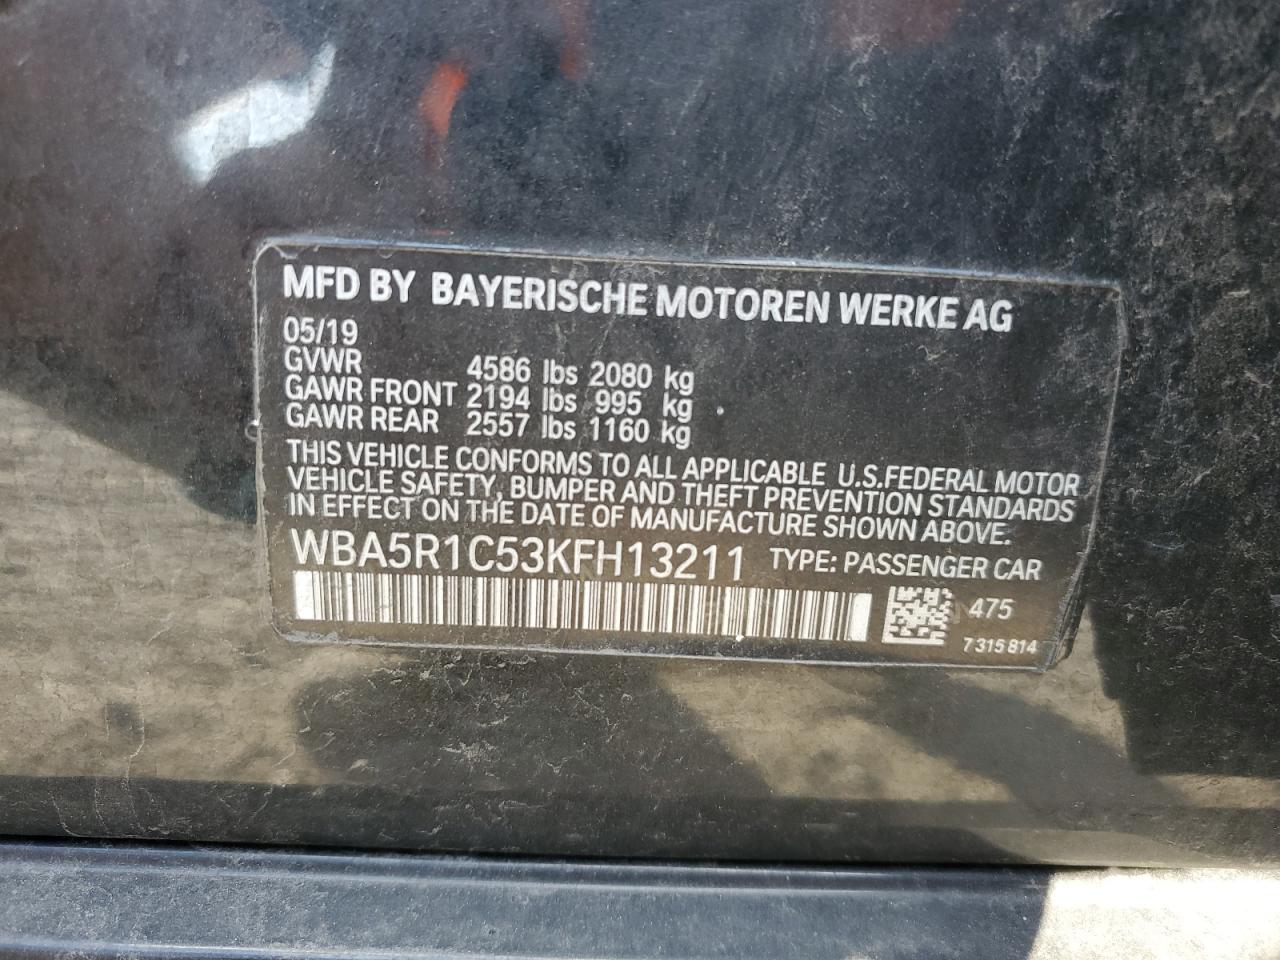 MFD BY BAYERISCHE MOTOREN WERKE AG
05/19
GVWR 4586 lbs 2080 kg
GAWR FRONT 2194 lbs 995 kg
GAWR REAR 2557 lbs 1160 kg
THIS VEHICLE CONFORMS TO ALL APPLICABLE U.S.FEDERAL MOTOR
VEHICLE SAFETY, BUMPER AND THEFT PREVENTION STANDARDS
IN EFFECT ON THE DATE OF MANUFACTURE SHOWN ABOVE.
WBA5R1C53KFH13211 TYPE: PASSENGER CAR
475
7 315 814